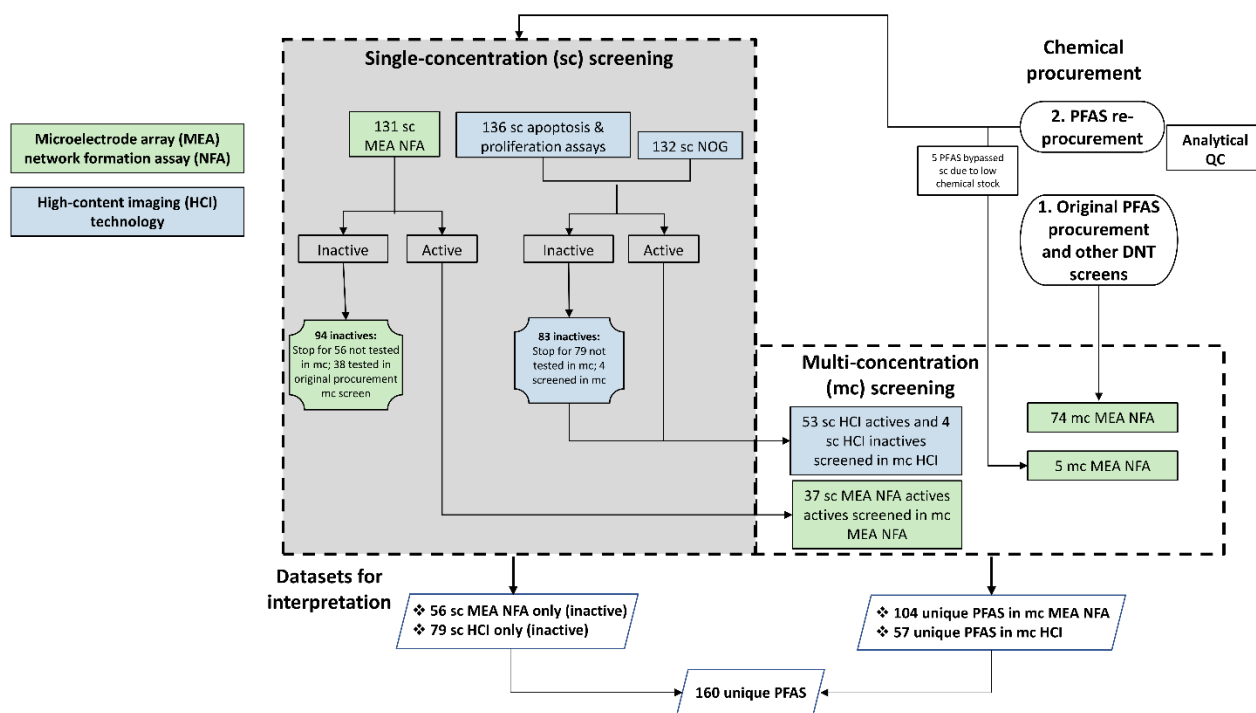 Single-concentration (sc) screening
Chemical
procurement
Microelectrode array (MEA)
network formation assay (NFA)
High-content imaging (HCI)
technology
131 sc
MEA NFA
136 sc apoptosis &
proliferation assays
132 sc NOG
2. PFAS re-
procurement
Analytical
QC
5 PFAS bypassed
sc due to low
chemical stock
1. Original PFAS
procurement
and other DNT
screens
Inactive
Active
Inactive
Active
94 inactives:
Stop for 56 not tested
in mc; 38 tested in
original procurement
mc screen
83 inactives:
Stop for 79 not
tested in mc; 4
screened in mc
Multi-concentration
(mc) screening
53 sc HCI actives and 4
sc HCI inactives
screened in mc HCI
74 mc MEA NFA
5 mc MEA NFA
37 sc MEA NFA actives
actives screened in mc
MEA NFA
Datasets for
interpretation
❖ 56 sc MEA NFA only (inactive)
❖ 79 sc HCI only (inactive)
❖ 104 unique PFAS in mc MEA NFA
❖ 57 unique PFAS in mc HCI
160 unique PFAS